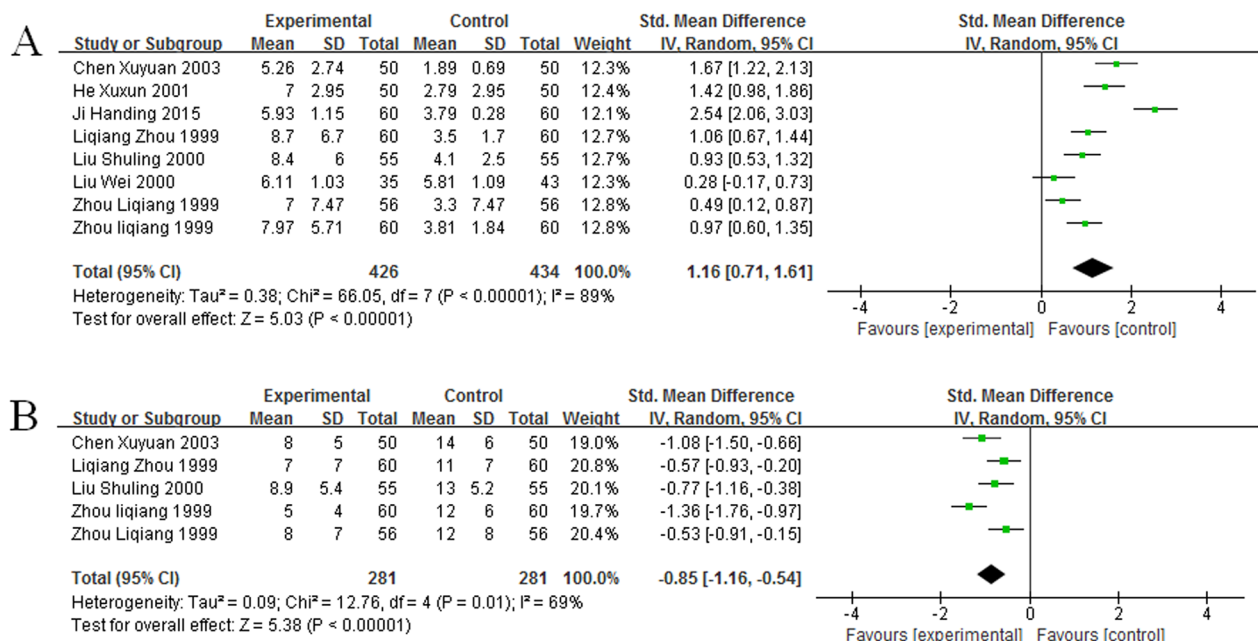 A
Experimental Control Std. Mean Difference Std. Mean Difference
Study or Subgroup Mean SD Total Mean SD Total Weight IV, Random, 95% CI IV, Random, 95% CI
Chen Xuyuan 2003 5.26 2.74 50 1.89 0.69 50 12.3% 1.67 [1.22, 2.13]
He Xuxun 2001 7 2.95 50 2.79 2.95 50 12.4% 1.42 [0.98, 1.86]
Ji Handing 2015 5.93 1.15 60 3.79 0.28 60 12.1% 2.54 [2.06, 3.03]
Liqiang Zhou 1999 8.7 6.7 60 3.5 1.7 60 12.7% 1.06 [0.67, 1.44]
Liu Shuling 2000 8.4 6 55 4.1 2.5 55 12.7% 0.93 [0.53, 1.32]
Liu Wei 2000 6.11 1.03 35 5.81 1.09 43 12.3% 0.28 [-0.17, 0.73]
Zhou Liqiang 1999 7 7.47 56 3.3 7.47 56 12.8% 0.49 [0.12, 0.87]
Zhou liqiang 1999 7.97 5.71 60 3.81 1.84 60 12.8% 0.97 [0.60, 1.35]
Total (95% CI) 426 434 100.0% 1.16 [0.71, 1.61]
Heterogeneity: Tau² = 0.38; Chi² = 66.05, df = 7 (P < 0.00001); I² = 89%
Test for overall effect: Z = 5.03 (P < 0.00001)
-4 -2 0 2 4
Favours [experimental] Favours [control]
B
Experimental Control Std. Mean Difference Std. Mean Difference
Study or Subgroup Mean SD Total Mean SD Total Weight IV, Random, 95% CI IV, Random, 95% CI
Chen Xuyuan 2003 8 5 50 14 6 50 19.0% -1.08 [-1.50, -0.66]
Liqiang Zhou 1999 7 7 60 11 7 60 20.8% -0.57 [-0.93, -0.20]
Liu Shuling 2000 8.9 5.4 55 13 5.2 55 20.1% -0.77 [-1.16, -0.38]
Zhou liqiang 1999 5 4 60 12 6 60 19.7% -1.36 [-1.76, -0.97]
Zhou Liqiang 1999 8 7 56 12 8 56 20.4% -0.53 [-0.91, -0.15]
Total (95% CI) 281 281 100.0% -0.85 [-1.16, -0.54]
Heterogeneity: Tau² = 0.09; Chi² = 12.76, df = 4 (P = 0.01); I² = 69%
Test for overall effect: Z = 5.38 (P < 0.00001)
-4 -2 0 2 4
Favours [experimental] Favours [control]